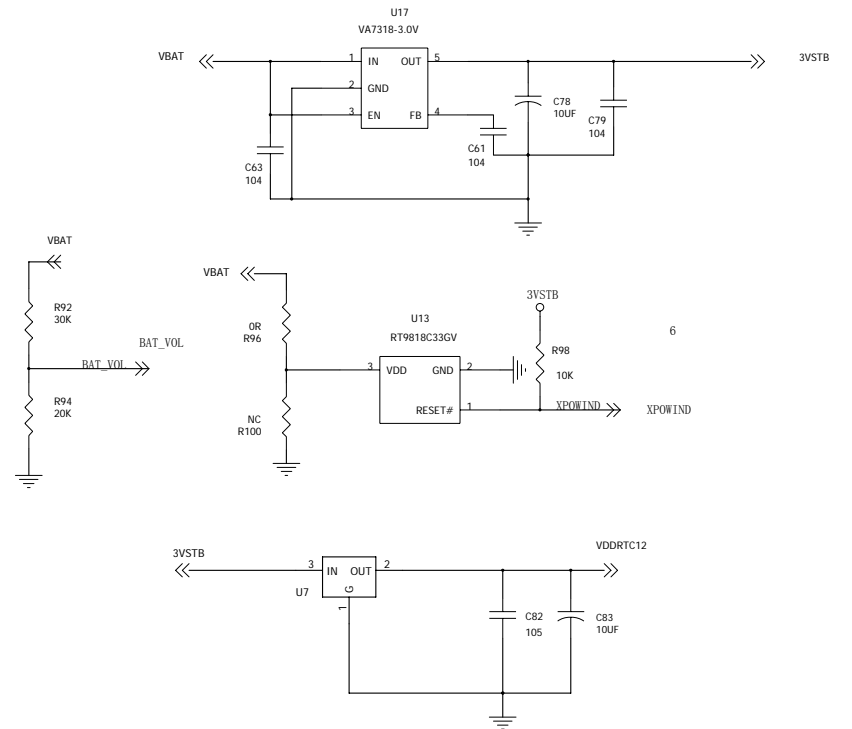 U17
VA7318-3.0V
VBAT
1
IN
OUT
5
3VSTB
2
GND
3
EN
FB
4
C78
10UF
C79
104
C61
104
C63
104
VBAT
R92
30K
BAT_VOL
BAT_VOL
R94
20K
VBAT
0R
R96
NC
R100
U13
RT9818C33GV
3
VDD
GND
2
RESET#
1
3VSTB
R98
10K
XPOWIND
XPOWIND
6
3VSTB
3
IN
OUT
2
G
1
U7
VDDRTC12
C82
105
C83
10UF